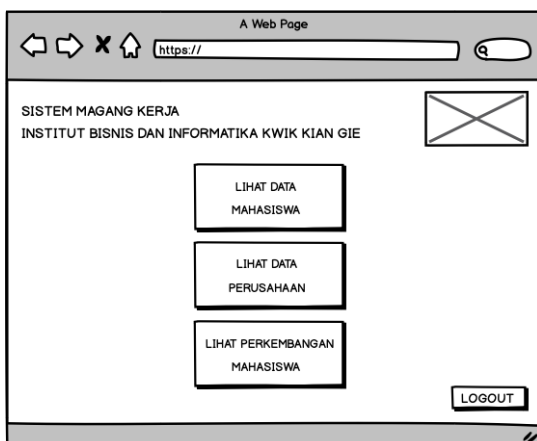 A Web Page
https://
SISTEM MAGANG KERJA
INSTITUT BISNIS DAN INFORMATIKA KWIK KIAN GIE
LIHAT DATA
MAHASISWA
LIHAT DATA
PERUSAHAAN
LIHAT PERKEMBANGAN
MAHASISWA
LOGOUT